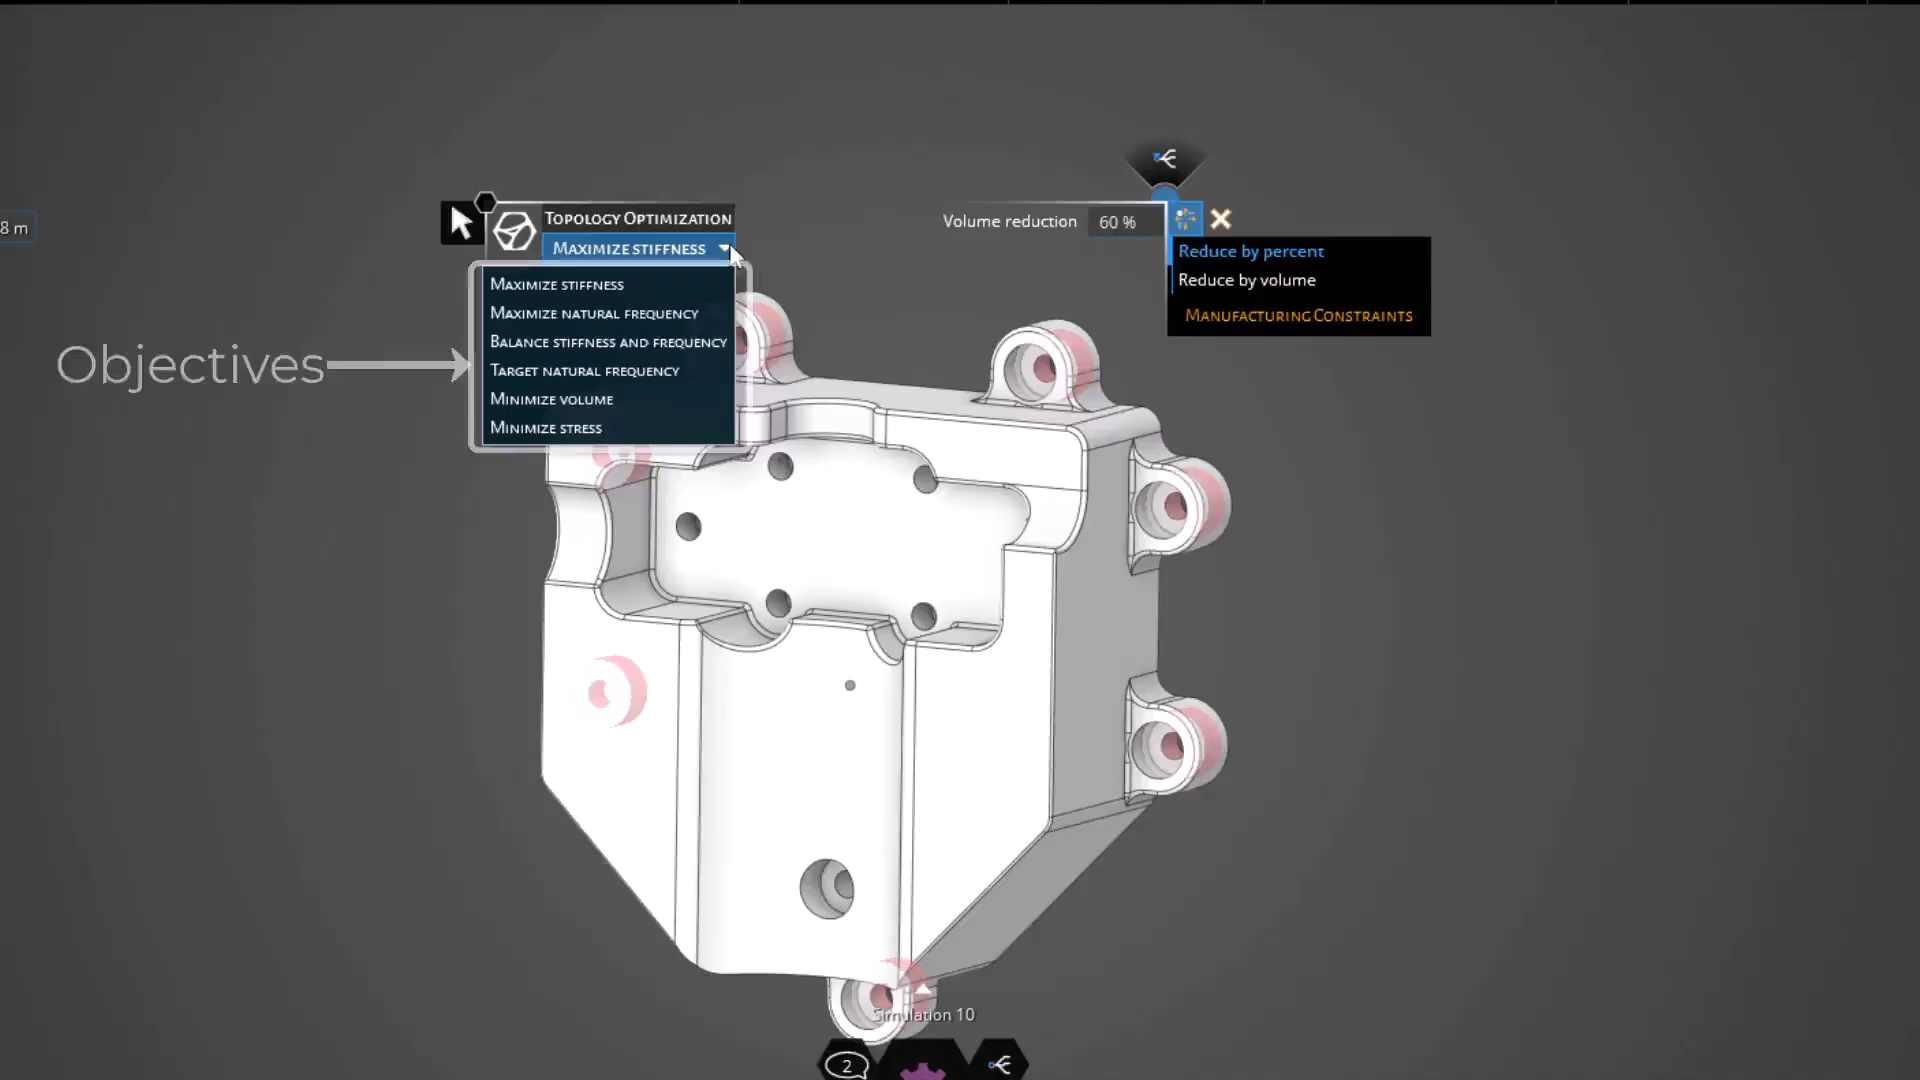 8 m
TOPOLOGY OPTIMIZATION
MAXIMIZE STIFFNESS
MAXIMIZE STIFFNESS
MAXIMIZE NATURAL FREQUENCY
BALANCE STIFFNESS AND FREQUENCY
TARGET NATURAL FREQUENCY
MINIMIZE VOLUME
MINIMIZE STRESS
Objectives
Volume reduction 60 %
Reduce by percent
Reduce by volume
MANUFACTURING CONSTRAINTS
Simulation 10
2